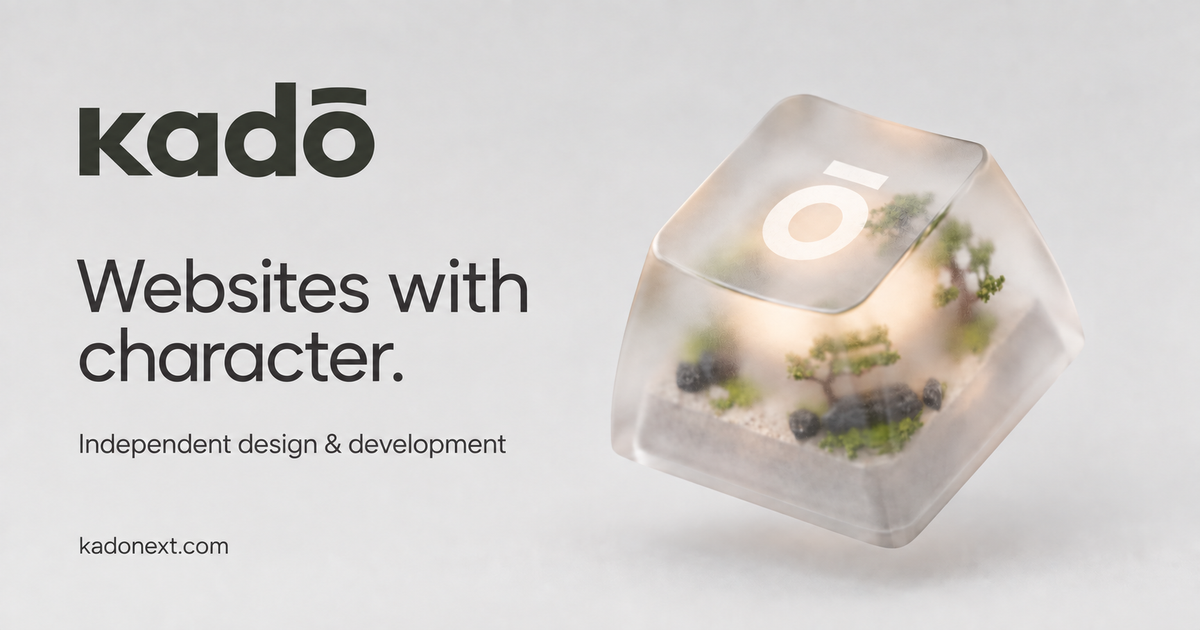 kadō
Websites with
character.
Independent design & development
kadonext.com
ō